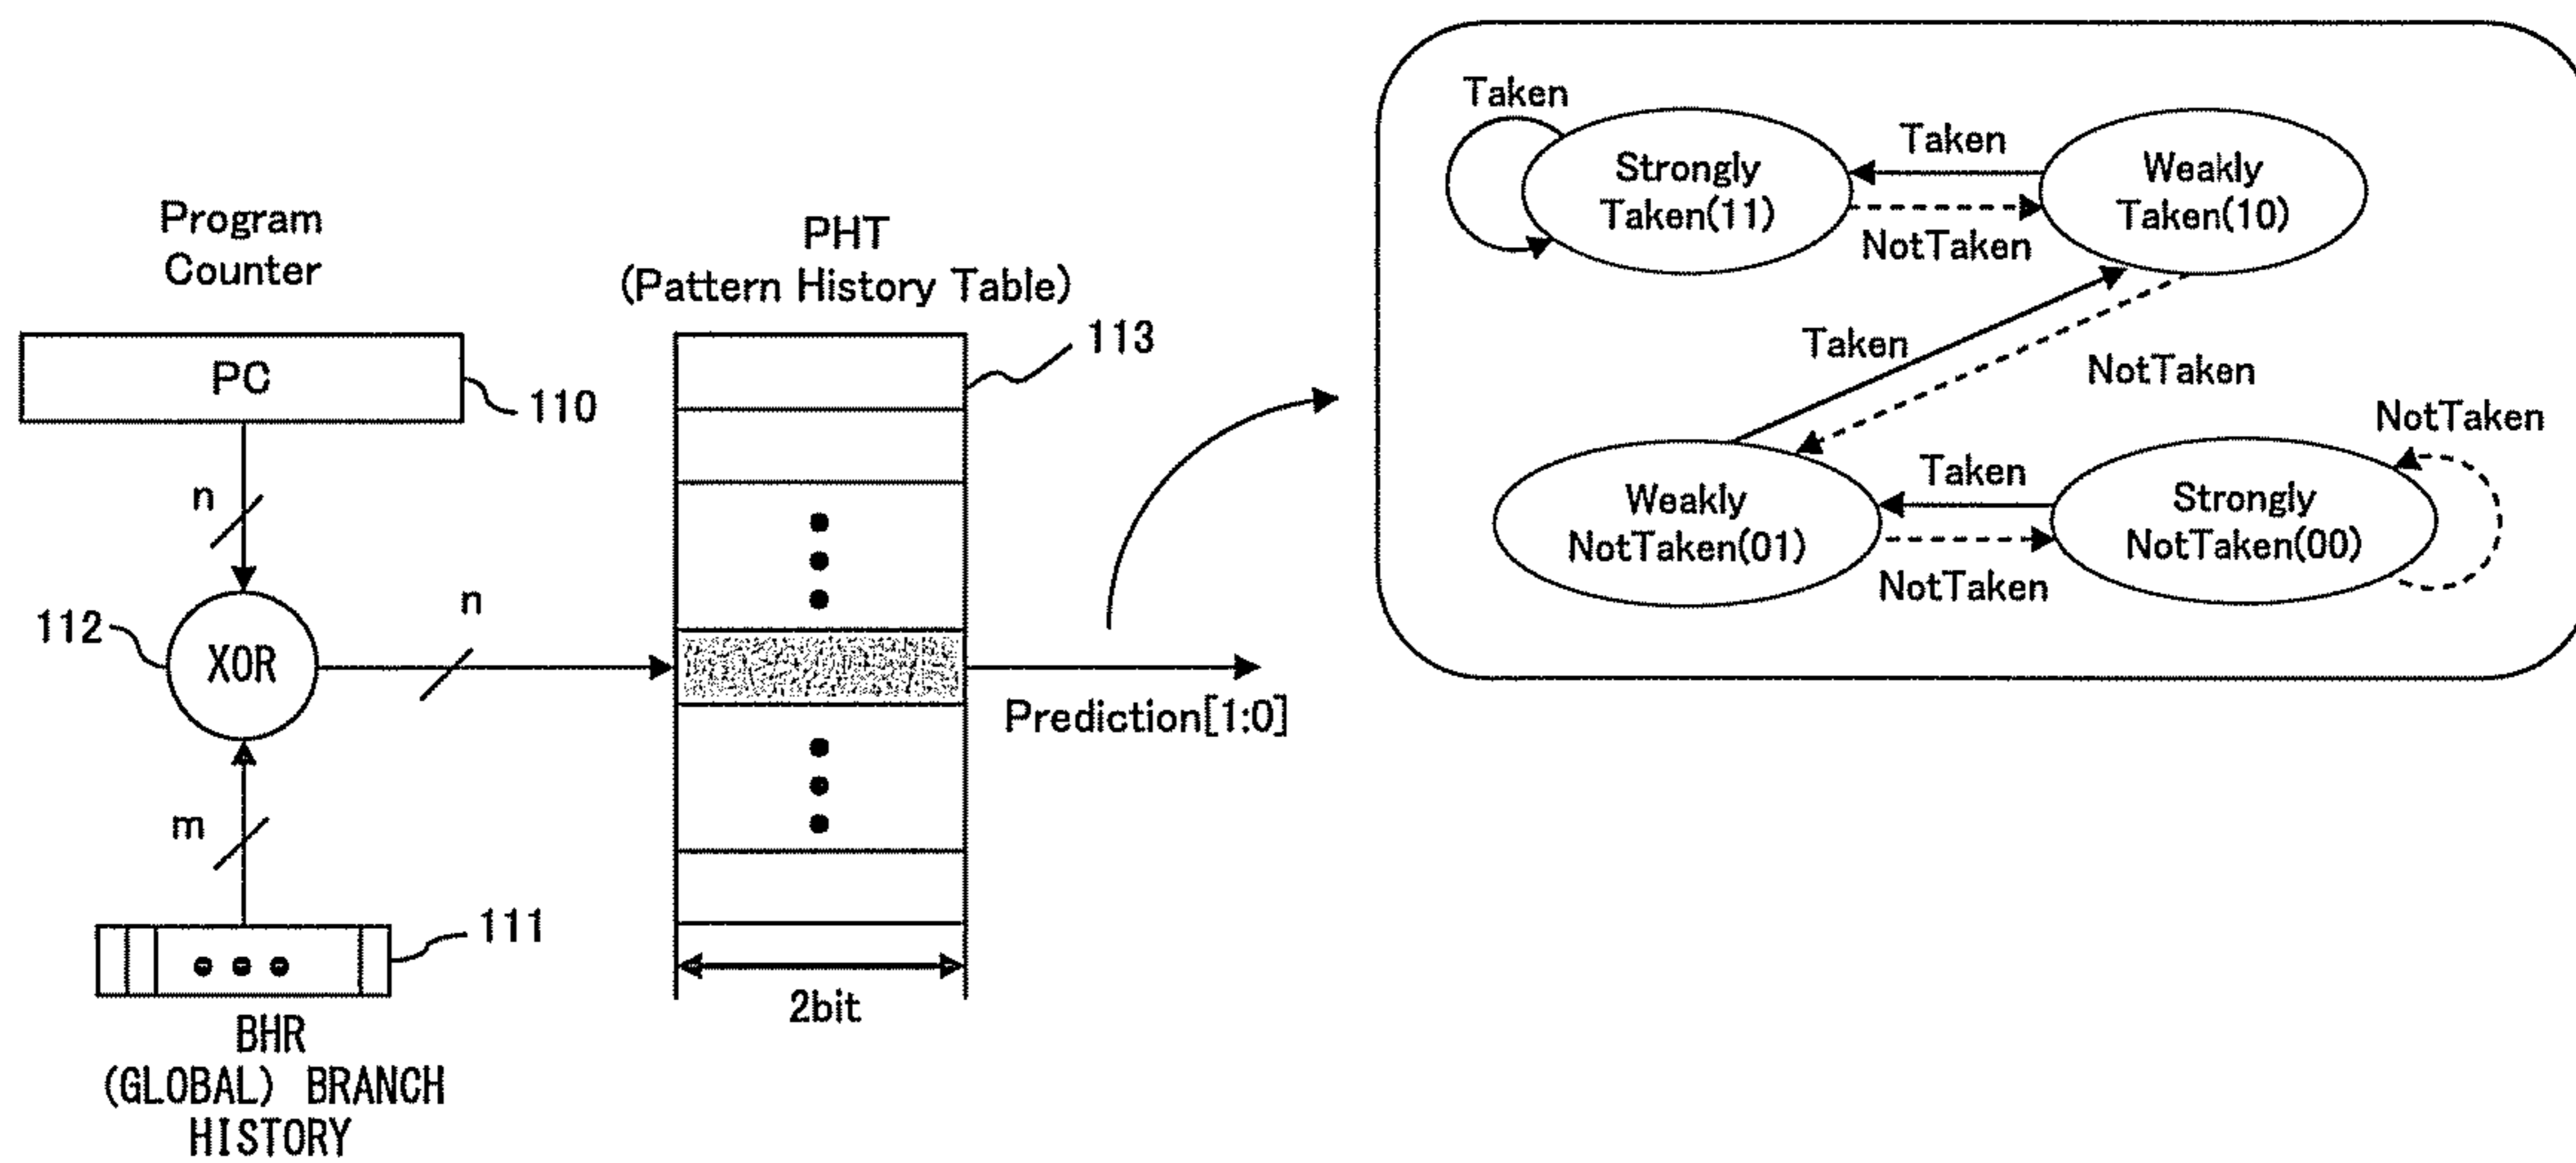 Program
Counter
PC
110
n
112
XOR
n
m
111
BHR
(GLOBAL) BRANCH
HISTORY
PHT
(Pattern History Table)
113
Prediction[1:0]
2bit
Taken
Strongly
Taken(11)
Taken
NotTaken
Weakly
Taken(10)
Taken
NotTaken
NotTaken
Weakly
NotTaken(01)
Taken
NotTaken
Strongly
NotTaken(00)